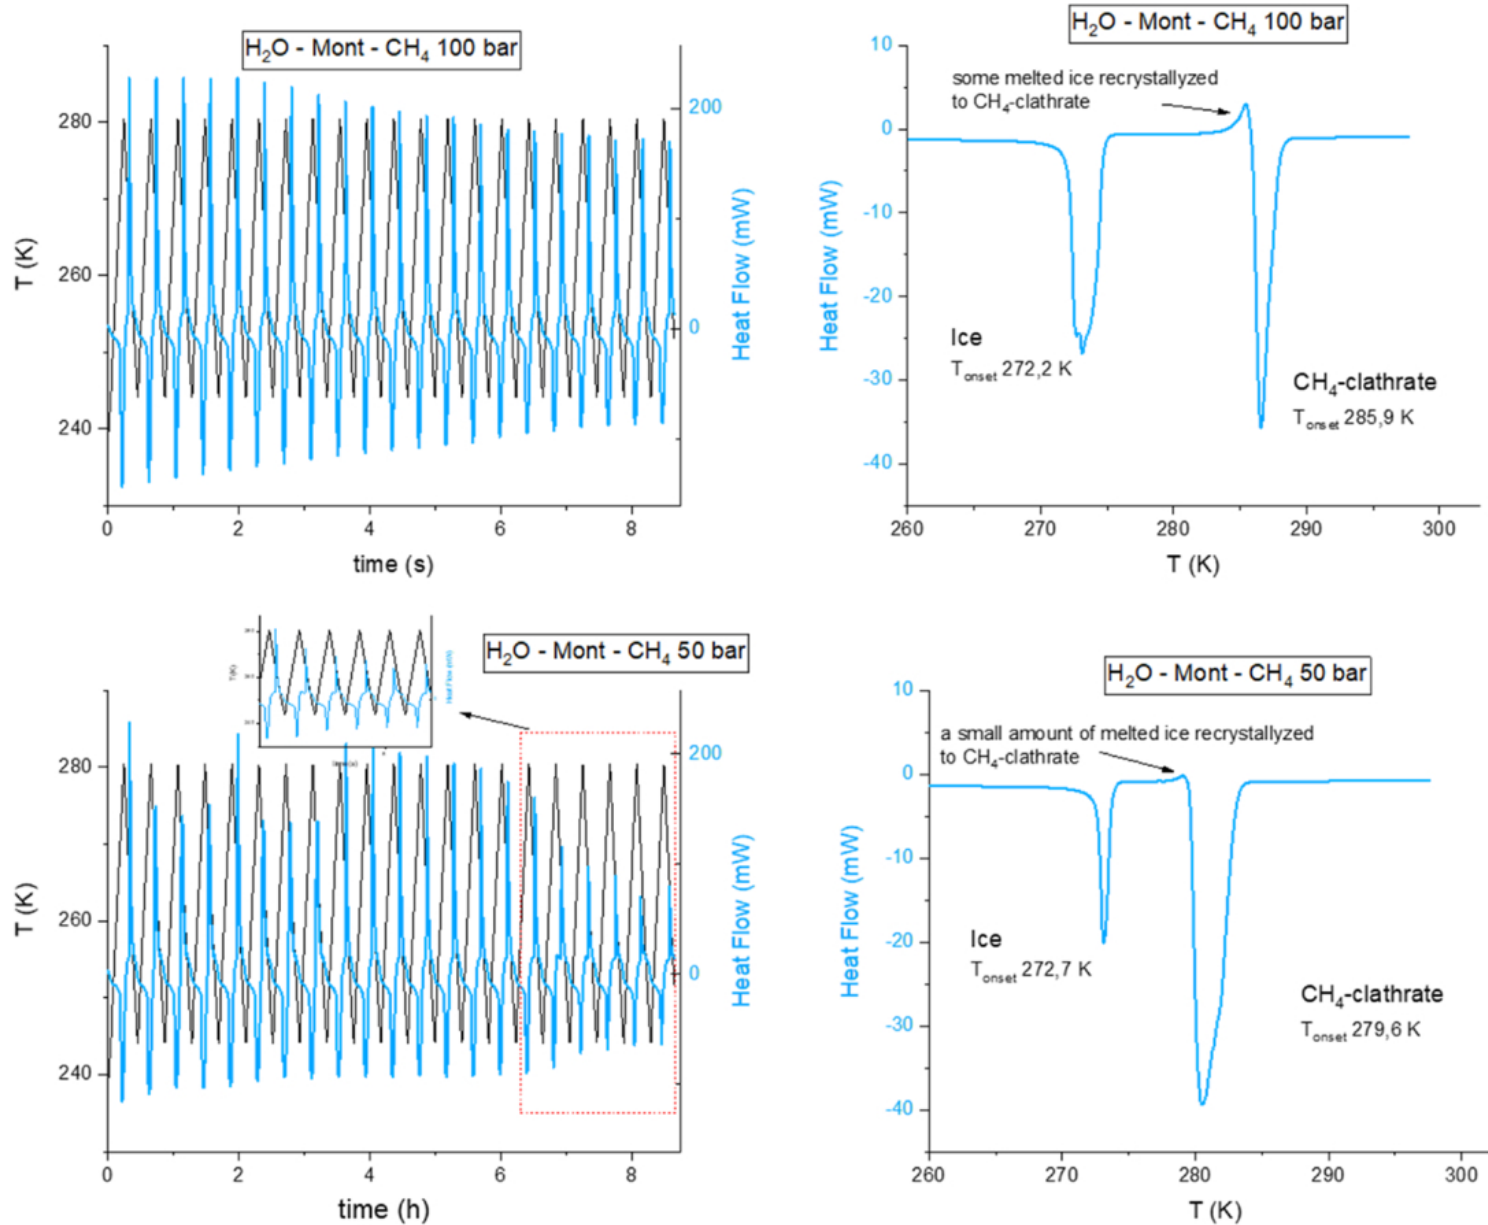 H₂O - Mont - CH₄ 100 bar
T (K)
280
260
240
200
0
Heat Flow (mW)
0 2 4 6 8
time (s)
H₂O - Mont - CH₄ 100 bar
some melted ice recrystallyzed
to CH₄-clathrate
Heat Flow (mW)
10
0
-10
-20
-30
-40
Ice
Tonset 272,2 K
CH₄-clathrate
Tonset 285,9 K
260 270 280 290 300
T (K)
H₂O - Mont - CH₄ 50 bar
T (K)
Heat Flow (mW)
T (K)
280
260
240
200
0
Heat Flow (mW)
0 2 4 6 8
time (h)
H₂O - Mont - CH₄ 50 bar
a small amount of melted ice recrystallyzed
to CH₄-clathrate
Heat Flow (mW)
10
0
-10
-20
-30
-40
Ice
Tonset 272,7 K
CH₄-clathrate
Tonset 279,6 K
260 270 280 290 300
T (K)